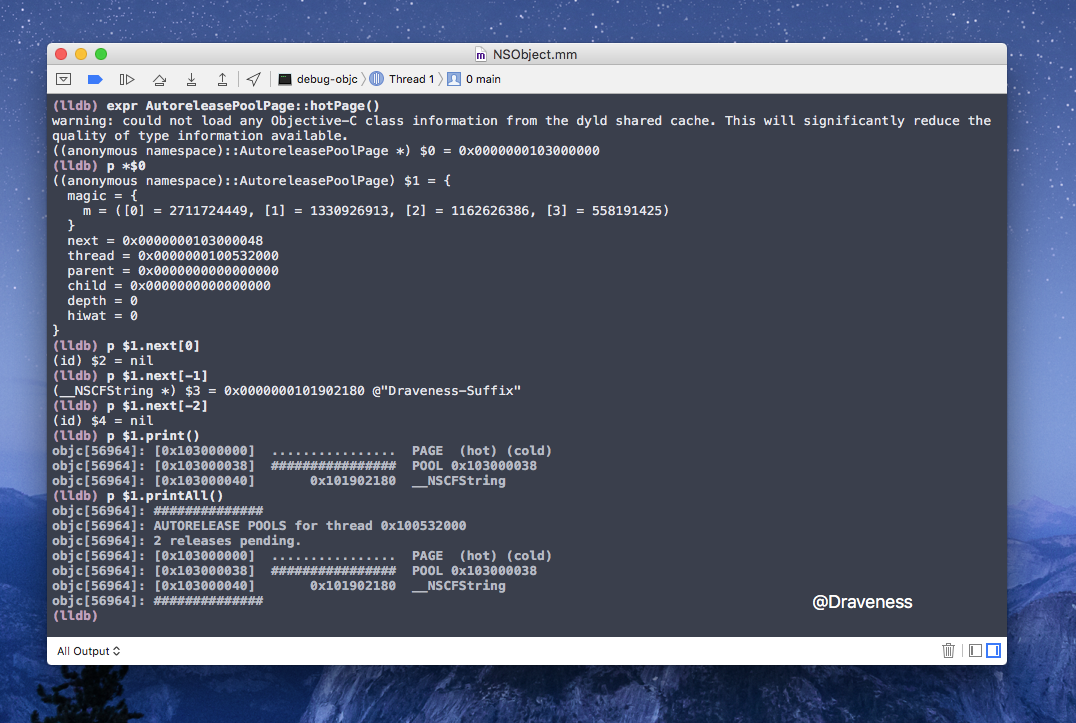 NSObject.mm
debug-objc Thread 1 0 main
(lldb) expr AutoreleasePoolPage::hotPage()
warning: could not load any Objective-C class information from the dyld shared cache. This will significantly reduce the
quality of type information available.
((anonymous namespace)::AutoreleasePoolPage *) $0 = 0x0000000103000000
(lldb) p *$0
((anonymous namespace)::AutoreleasePoolPage) $1 = {
  magic = {
    m = ([0] = 2711724449, [1] = 1330926913, [2] = 1162626386, [3] = 558191425)
  }
  next = 0x0000000103000048
  thread = 0x0000000100532000
  parent = 0x0000000000000000
  child = 0x0000000000000000
  depth = 0
  hiwat = 0
}
(lldb) p $1.next[0]
(id) $2 = nil
(lldb) p $1.next[-1]
(__NSCFString *) $3 = 0x0000000101902180 @"Draveness-Suffix"
(lldb) p $1.next[-2]
(id) $4 = nil
(lldb) p $1.print()
objc[56964]: [0x103000000]  ................  PAGE  (hot) (cold)
objc[56964]: [0x103000038]  ################  POOL 0x103000038
objc[56964]: [0x103000040]       0x101902180  __NSCFString
(lldb) p $1.printAll()
objc[56964]: ##############
objc[56964]: AUTORELEASE POOLS for thread 0x100532000
objc[56964]: 2 releases pending.
objc[56964]: [0x103000000]  ................  PAGE  (hot) (cold)
objc[56964]: [0x103000038]  ################  POOL 0x103000038
objc[56964]: [0x103000040]       0x101902180  __NSCFString
objc[56964]: ##############
@Draveness
(lldb)
All Output